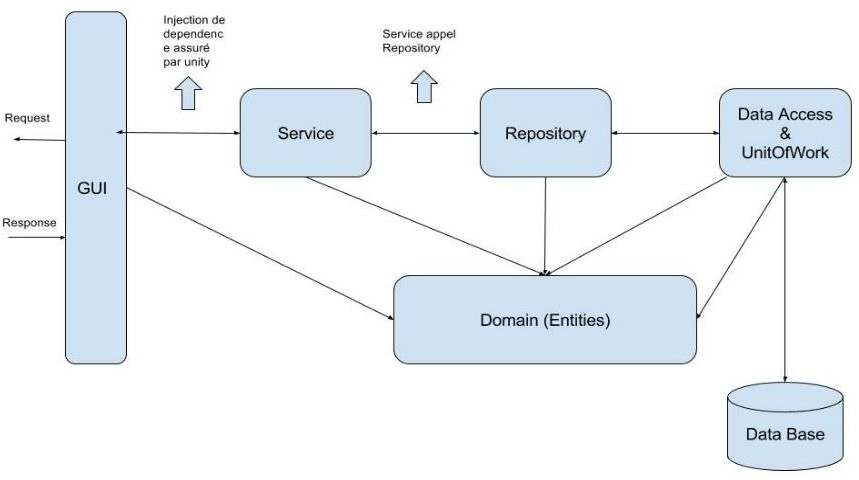 Injection de
dependenc
e assuré
par unity
Service appel
Repository
Request
Service
Repository
Data Access
&
UnitOfWork
GUI
Response
Domain (Entities)
Data Base